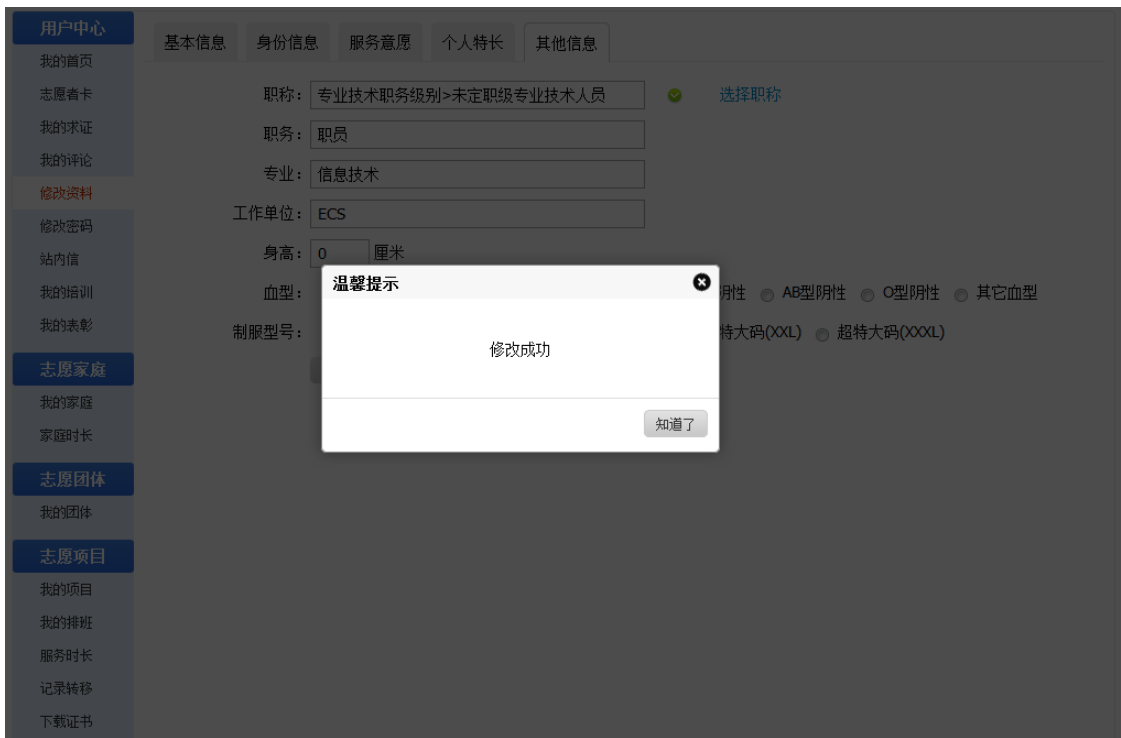 用户中心
我的首页
志愿者卡
我的求证
我的评论
修改资料
修改密码
站内信
我的培训
我的表彰
志愿家庭
我的家庭
家庭时长
志愿团体
我的团体
志愿项目
我的项目
我的排班
服务时长
记录转移
下载证书
基本信息 身份信息 服务意愿 个人特长 其他信息
职称： 专业技术职务级别>未定职级专业技术人员 选择职称
职务： 职员
专业： 信息技术
工作单位： ECS
身高： 0 厘米
血型： 阴性 AB型阴性 O型阴性 其它血型
制服型号： 特大码(XXL) 超特大码(XXXL)
温馨提示
修改成功
知道了